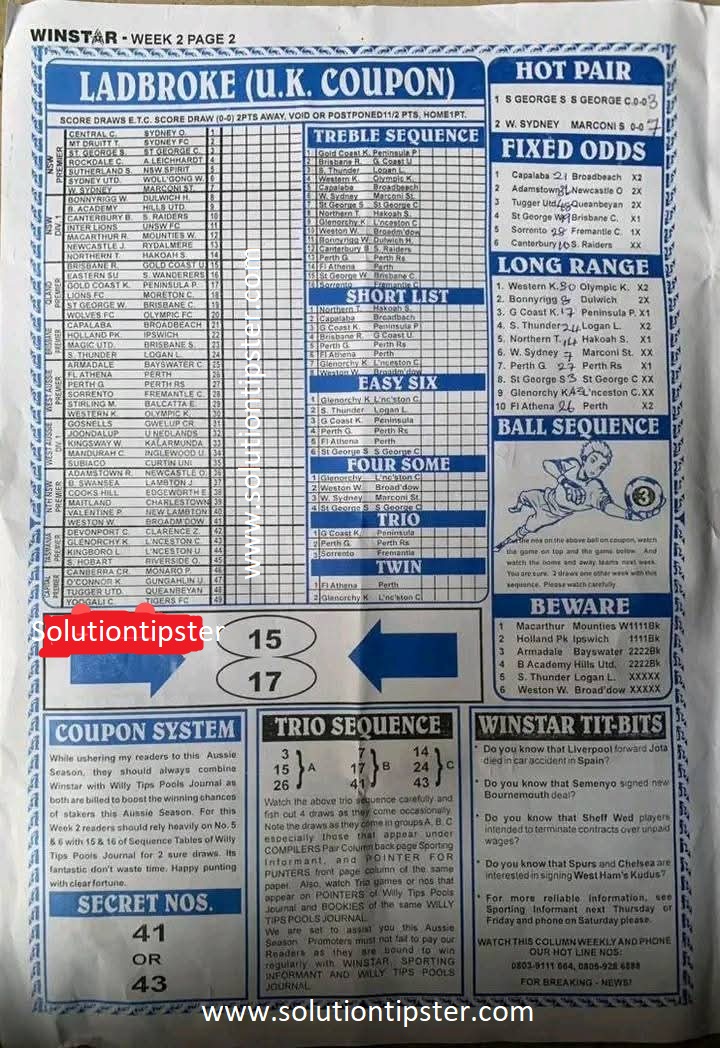 WINSTAR - WEEK 2 PAGE 2
LADBROKE (U.K. COUPON)
SCORE DRAWS E.T.C. SCORE DRAW (0-0) 2PTS AWAY, VOID OR POSTPONED11/2 PTS, HOME1PT.
NSW PREMIER
CENTRAL C. SYDNEY O. 1
MT DRUITT T. SYDNEY FC 2
ST. GEORGE S. ST GEORGE C. 3
ROCKDALE C. A.LEICHHARDT 4
SUTHERLAND S. NSW SPIRIT 5
SYDNEY UTD. WOLL'GONG W. 6
W. SYDNEY MARCONI ST. 7
NSW DIV. 1
BONNYRIGG W. DULWICH H. 8
B. ACADEMY HILLS UTD. 9
CANTERBURY B. S. RAIDERS 10
INTER LIONS UNSW FC 11
MACARTHUR R. MOUNTIES W. 12
NEWCASTLE J. RYDALMERE 13
NORTHERN T. HAKOAH S. 14
QLAND PREMIER
BRISBANE R. GOLD COAST U. 15
EASTERN SU S. WANDERERS 16
GOLD COAST K. PENINSULA P. 17
LIONS FC MORETON C. 18
ST GEORGE W. BRISBANE C. 19
WOLVES FC OLYMPIC FC 20
BRISBANE PREMIER
CAPALABA BROADBEACH 21
HOLLAND PK. IPSWICH 22
MAGIC UTD. BRISBANE S. 23
S. THUNDER LOGAN L. 24
WEST AUSSIE PREMIER
ARMADALE BAYSWATER C. 25
FL ATHENA PERTH 26
PERTH G PERTH RS 27
SORRENTO FREMANTLE C. 28
STIRLING M. BALCATTA E. 29
WESTERN K. OLYMPIC K. 30
WEST AUSSIE DIV. 1
GOSNELLS GWELUP CR. 31
JOONDALUP U NEDLANDS 32
KINGSWAY W. KALARMUNDA 33
MANDURAH C. INGLEWOOD U. 34
SUBIACO CURTIN UNI 35
NTH NSW PREMIER
ADAMSTOWN R. NEWCASTLE O. 36
B. SWANSEA LAMBTON J. 37
COOKS HILL EDGEWORTH E. 38
MAITLAND CHARLESTOWN 39
VALENTINE P. NEW LAMBTON 40
WESTON W. BROADM'DOW 41
TASMANIA PREMIER
DEVONPORT C. CLARENCE Z. 42
GLENORCHY K. L'NCESTON C. 43
KINGBORO L. L'NCESTON U. 44
S. HOBART RIVERSIDE O. 45
CAPITAL PREMIER
CANBERRA CR. MONARO P. 46
O'CONNOR K GUNGAHLIN U. 47
TUGGER UTD. QUEANBEYAN 48
YOOGALI C. TIGERS FC 49
TREBLE SEQUENCE
1 Gold Coast K. Peninsula P
2 Brisbane R. G Coast U
3 S. Thunder Logan L.
4 Western K. Olympic K.
5 Capalaba Broadbeach
6 W. Sydney Marconi St.
7 St George S St George C
8 Northern T. Hakoah S.
9 Glenorchy K. L'nceston C
10 Weston W. Broadm'dow
11 Bonnyrigg W Dulwich H.
12 Canterbury B S. Raiders
13 Perth G. Perth Rs
14 Fl Athena Perth
15 St George W Brisbane C.
16 Sorrento Fremantle C
SHORT LIST
1 Northern T. Hakoah S.
2 Capalaba Broadbach
3 G Coast K. Peninsula P
4 Brisbane R. G Coast U.
5 Perth G. Perth Rs
6 Fl Athena Perth
7 Glenorchy K L'nceston C.
8 Weston W. Broadm'dow
EASY SIX
1 Glenorchy K L'nc'ston C.
2 S. Thunder Logan L.
3 G Coast K. Peninsula
4 Perth G. Perth Rs
5 Fl Athena Perth
6 St George S S George C.
FOUR SOME
1 Glenorchy L'nc'ston C.
2 Weston W. Broad'dow
3 W. Sydney Marconi St.
4 St George S S George C
TRIO
1 G Coast K. Peninsula
2 Perth G. Perth Rs
3 Sorrento Fremantle
TWIN
1 Fl Athena Perth
2 Glenorchy K L'nc'ston C
HOT PAIR
1 S GEORGE S S GEORGE C.0-0 3
2 W. SYDNEY MARCONI S 0-0 7
FIXED ODDS
1 Capalaba 21 Broadbeach X2
2 Adamstown 36 Newcastle O 2X
3 Tugger Utd 48 Queanbeyan 2X
4 St George W 19 Brisbane C. X1
5 Sorrento 28 Fremantle C. 1X
6 Canterbury 10 S. Raiders XX
LONG RANGE
1. Western K. 30 Olympic K. X2
2. Bonnyrigg 8 Dulwich 2X
3. G Coast K. 17 Peninsula P. X1
4. S. Thunder 24 Logan L. X2
5. Northern T. 14 Hakoah S. X1
6. W. Sydney 7 Marconi St. XX
7. Perth G. 27 Perth Rs X1
8. St George S 3 St George C XX
9 Glenorchy K. 43 L'nceston C. XX
10 Fl Athena 26 Perth X2
BALL SEQUENCE
3
the nos on the above ball on coupon, watch
the game on top and the game bellow. And
watch the home and away teams next week.
You are sure. 2 draws one other week with this
sequence. Please watch carefully
BEWARE
1 Macarthur Mounties W1111Bk
2 Holland Pk Ipswich 1111Bk
3 Armadale Bayswater 2222Bk
4 B Academy Hills Utd. 2222Bk
5 S. Thunder Logan L. XXXXX
6 Weston W. Broad'dow XXXXX
Solutiontipster
15
17
COUPON SYSTEM
While ushering my readers to this Aussie
Season, they should always combine
Winstar with Willy Tips Pools Journal as
both are billed to boost the winning chances
of stakers this Aussie Season. For this
Week 2 readers should rely heavily on No. 5
& 6 with 15 & 16 of Sequence Tables of Willy
Tips Pools Journal for 2 sure draws. Its
fantastic don't waste time. Happy punting
with clear fortune.
SECRET NOS.
41
OR
43
TRIO SEQUENCE
3 7 14
15 A 17 B 24 C
26 41 43
Watch the above trio sequence carefully and
fish out 4 draws as they come occasionally.
Note the draws as they come in groups A, B, C
especially those that appear under
COMPILERS Pair Column back page Sporting
Informant, and POINTER FOR
PUNTERS front page column of the same
paper. Also, watch Trio games or nos that
appear on POINTERS of Willy Tips Pools
Journal and BOOKIES of the same WILLY
TIPS POOLS JOURNAL.
We are set to assist you this Aussie
Season. Promoters must not fail to pay our
Readers as they are bound to win
regularly with WINSTAR, SPORTING
INFORMANT AND WILLY TIPS POOLS
JOURNAL.
WINSTAR TIT-BITS
* Do you know that Liverpool forward Jota
died in car accident in Spain?
* Do you know that Semenyo signed new
Bournemouth deal?
* Do you know that Sheff Wed players
intended to terminate contracts over unpaid
wages?
* Do you know that Spurs and Chelsea are
interested in signing West Ham's Kudus?
* For more reliable information, see
Sporting Informant next Thursday or
Friday and phone on Saturday please.
WATCH THIS COLUMN WEEKLY AND PHONE
OUR HOT LINE NOS:
0803-9111 064, 0805-928 6888
FOR BREAKING - NEWS!
www.solutiontipster.com
www.solutiontipster.com